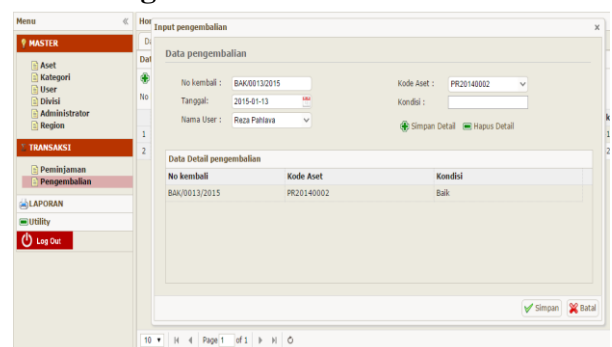 Menu
MASTER
Aset
Kategori
User
Divisi
Administrator
Region
TRANSAKSI
Peminjaman
Pengembalian
LAPORAN
Utility
Log Out
Input pengembalian
Data pengembalian
No kembali : BAK/0013/2015 Kode Aset : PR20140002
Tanggal: 2015-01-13 Kondisi :
Nama User : Reza Pahlava
Simpan Detail Hapus Detail
Data Detail pengembalian
No kembali Kode Aset Kondisi
BAK/0013/2015 PR20140002 Baik
Simpan Batal
No
1
2
10 Page 1 of 1